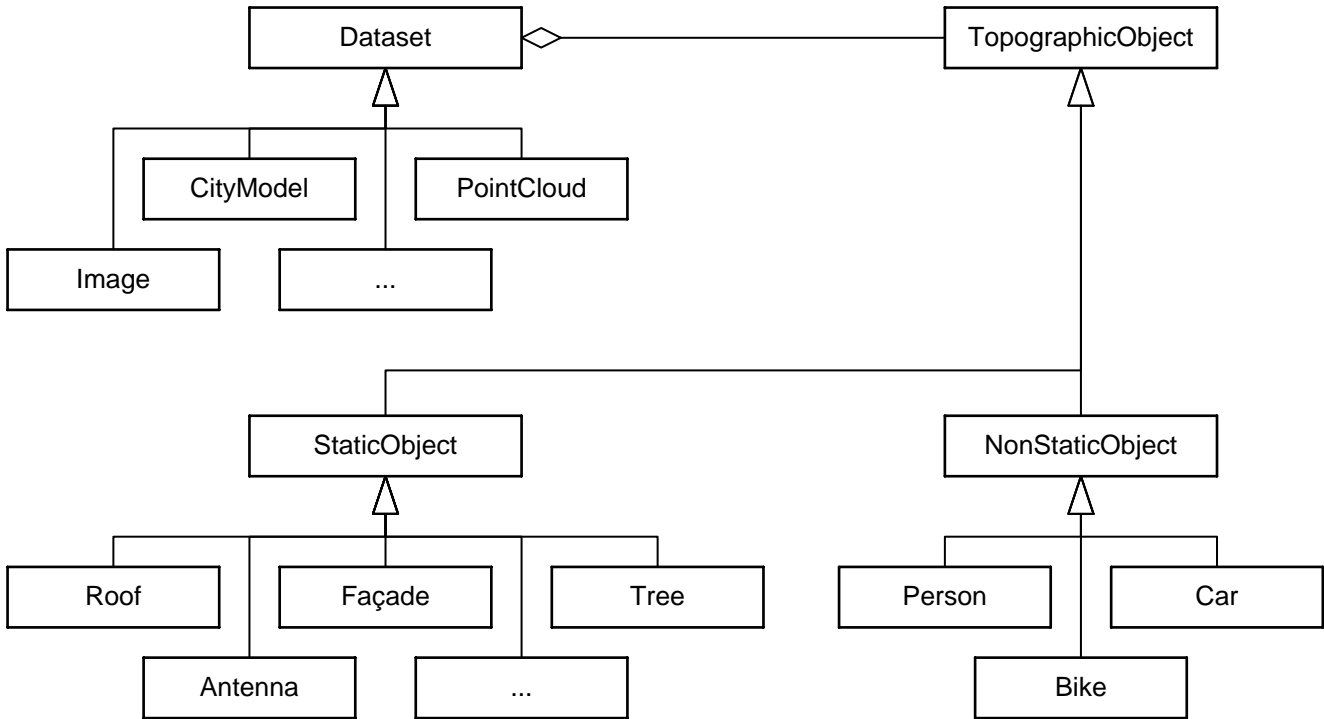 Dataset
TopographicObject
CityModel
PointCloud
Image
...
StaticObject
NonStaticObject
Roof
Façade
Tree
Person
Car
Antenna
...
Bike